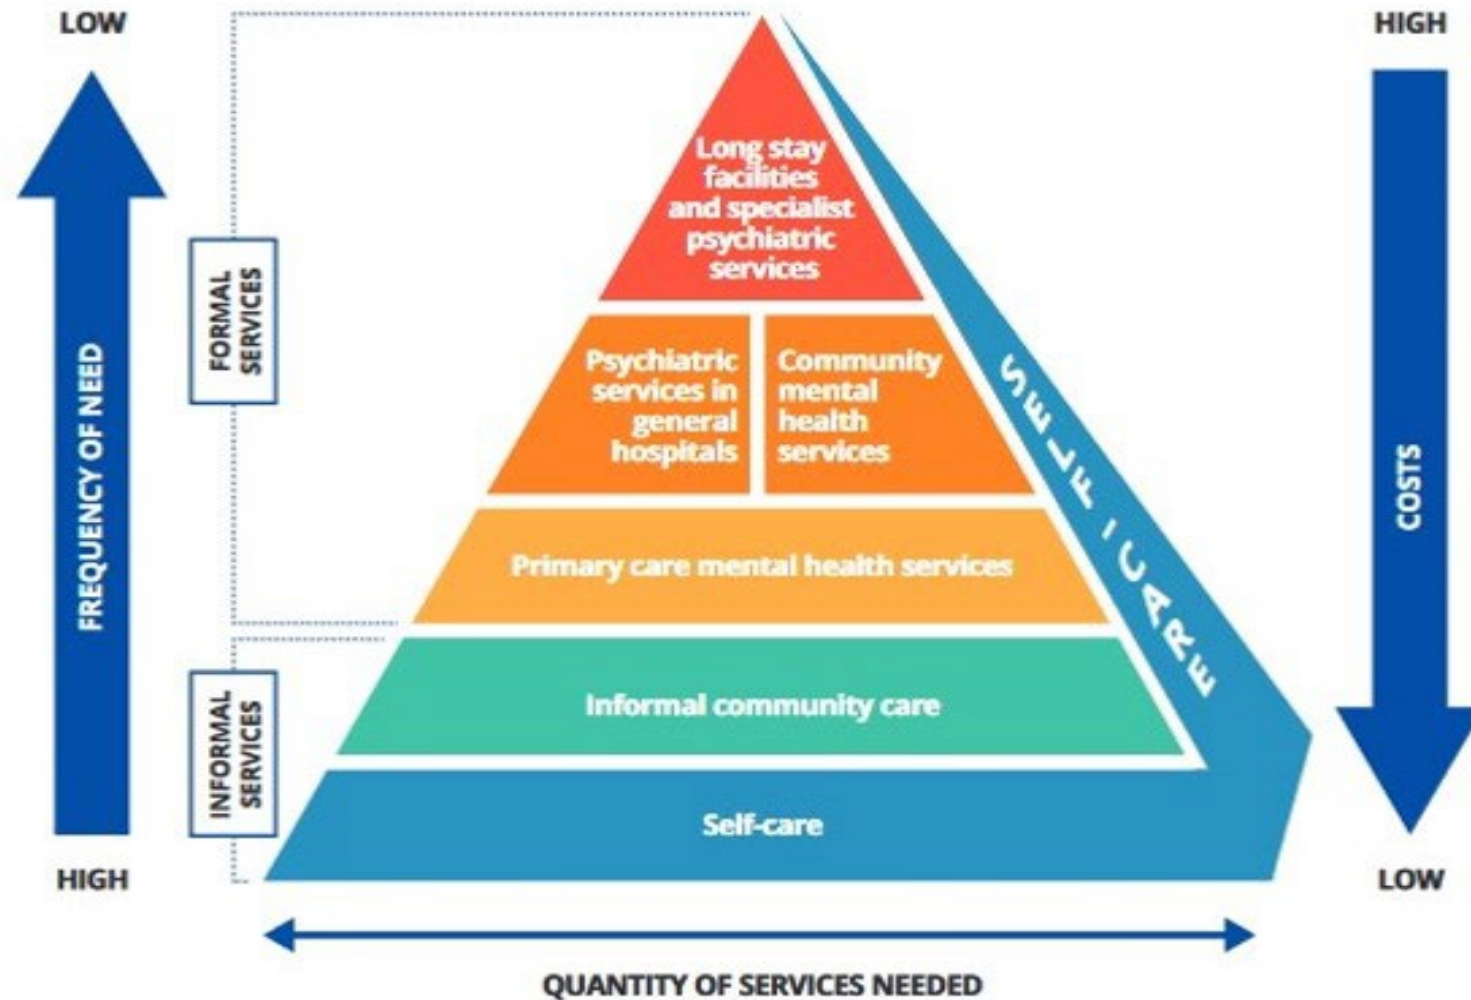 LOW
HIGH
Long stay
facilities
and specialist
psychiatric
services
FORMAL
SERVICES
Psychiatric
services in
general
hospitals
Community
mental
health
services
SELF-CARE
FREQUENCY OF NEED
COSTS
Primary care mental health services
INFORMAL
SERVICES
Informal community care
Self-care
HIGH
LOW
QUANTITY OF SERVICES NEEDED